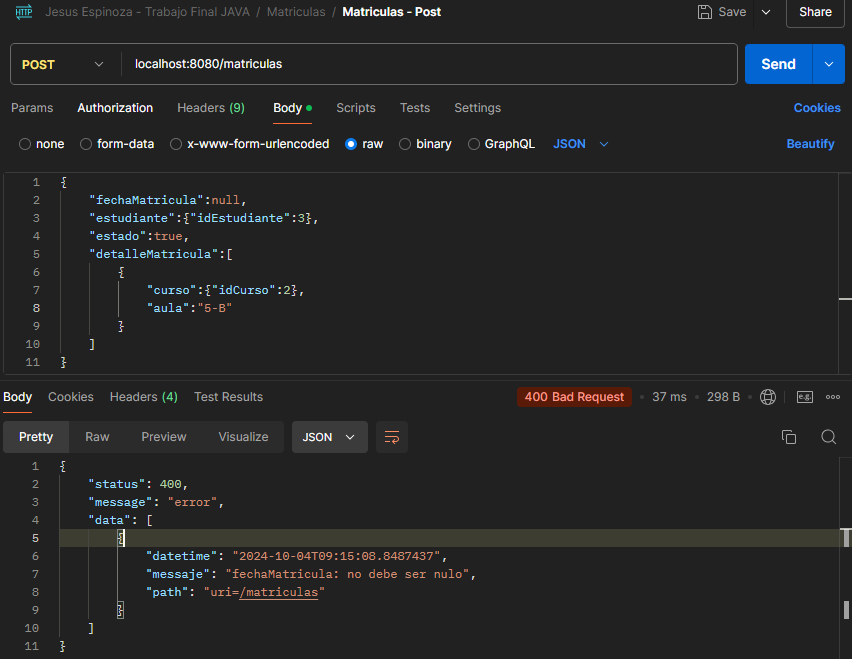 HTTP Jesus Espinoza - Trabajo Final JAVA / Matriculas / Matriculas - Post Save Share
POST localhost:8080/matriculas Send
Params Authorization Headers (9) Body Scripts Tests Settings Cookies
none form-data x-www-form-urlencoded raw binary GraphQL JSON Beautify
1 {
2 "fechaMatricula":null,
3 "estudiante":{"idEstudiante":3},
4 "estado":true,
5 "detalleMatricula":[
6 {
7 "curso":{"idCurso":2},
8 "aula":"5-B"
9 }
10 ]
11 }
Body Cookies Headers (4) Test Results 400 Bad Request • 37 ms • 298 B • e.g.
Pretty Raw Preview Visualize JSON
1 {
2 "status": 400,
3 "message": "error",
4 "data": [
5 {
6 "datetime": "2024-10-04T09:15:08.8487437",
7 "messaje": "fechaMatricula: no debe ser nulo",
8 "path": "uri=/matriculas"
9 }
10 ]
11 }